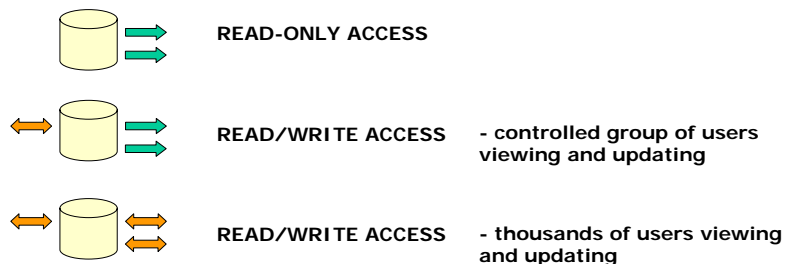 READ-ONLY ACCESS
READ/WRITE ACCESS - controlled group of users
viewing and updating
READ/WRITE ACCESS - thousands of users viewing
and updating